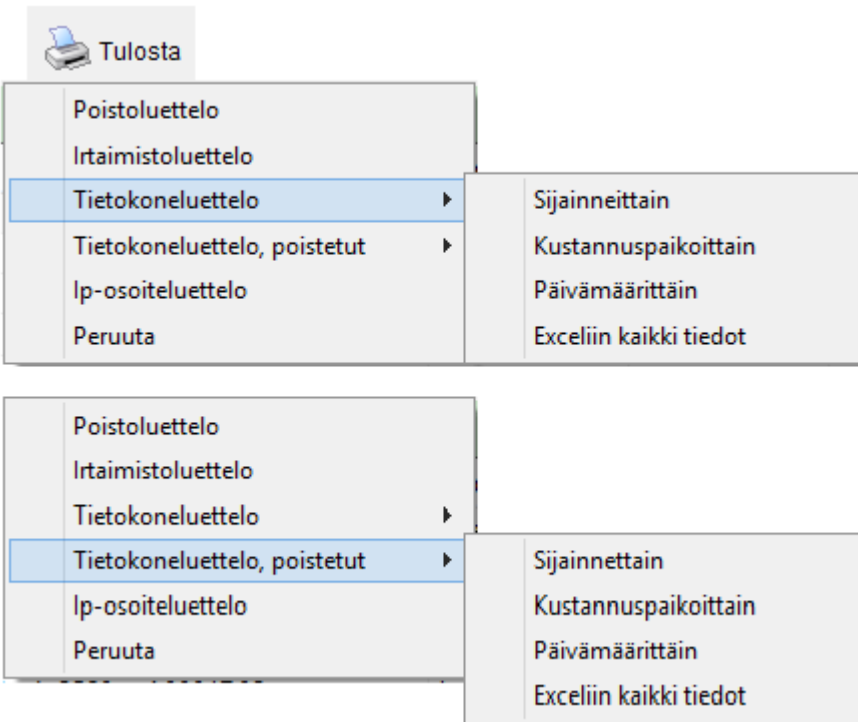 Tulosta
Poistoluettelo
Irtaimistoluettelo
Tietokoneluettelo
Sijainneittain
Tietokoneluettelo, poistetut
Kustannuspaikoittain
Ip-osoiteluettelo
Päivämäärittäin
Peruuta
Exceliin kaikki tiedot
Poistoluettelo
Irtaimistoluettelo
Tietokoneluettelo
Tietokoneluettelo, poistetut
Sijainnettain
Ip-osoiteluettelo
Kustannuspaikoittain
Peruuta
Päivämäärittäin
Exceliin kaikki tiedot